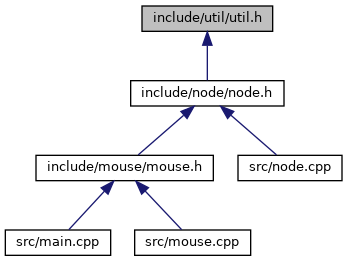 include/util/util.h
include/node/node.h
include/mouse/mouse.h
src/node.cpp
src/main.cpp
src/mouse.cpp